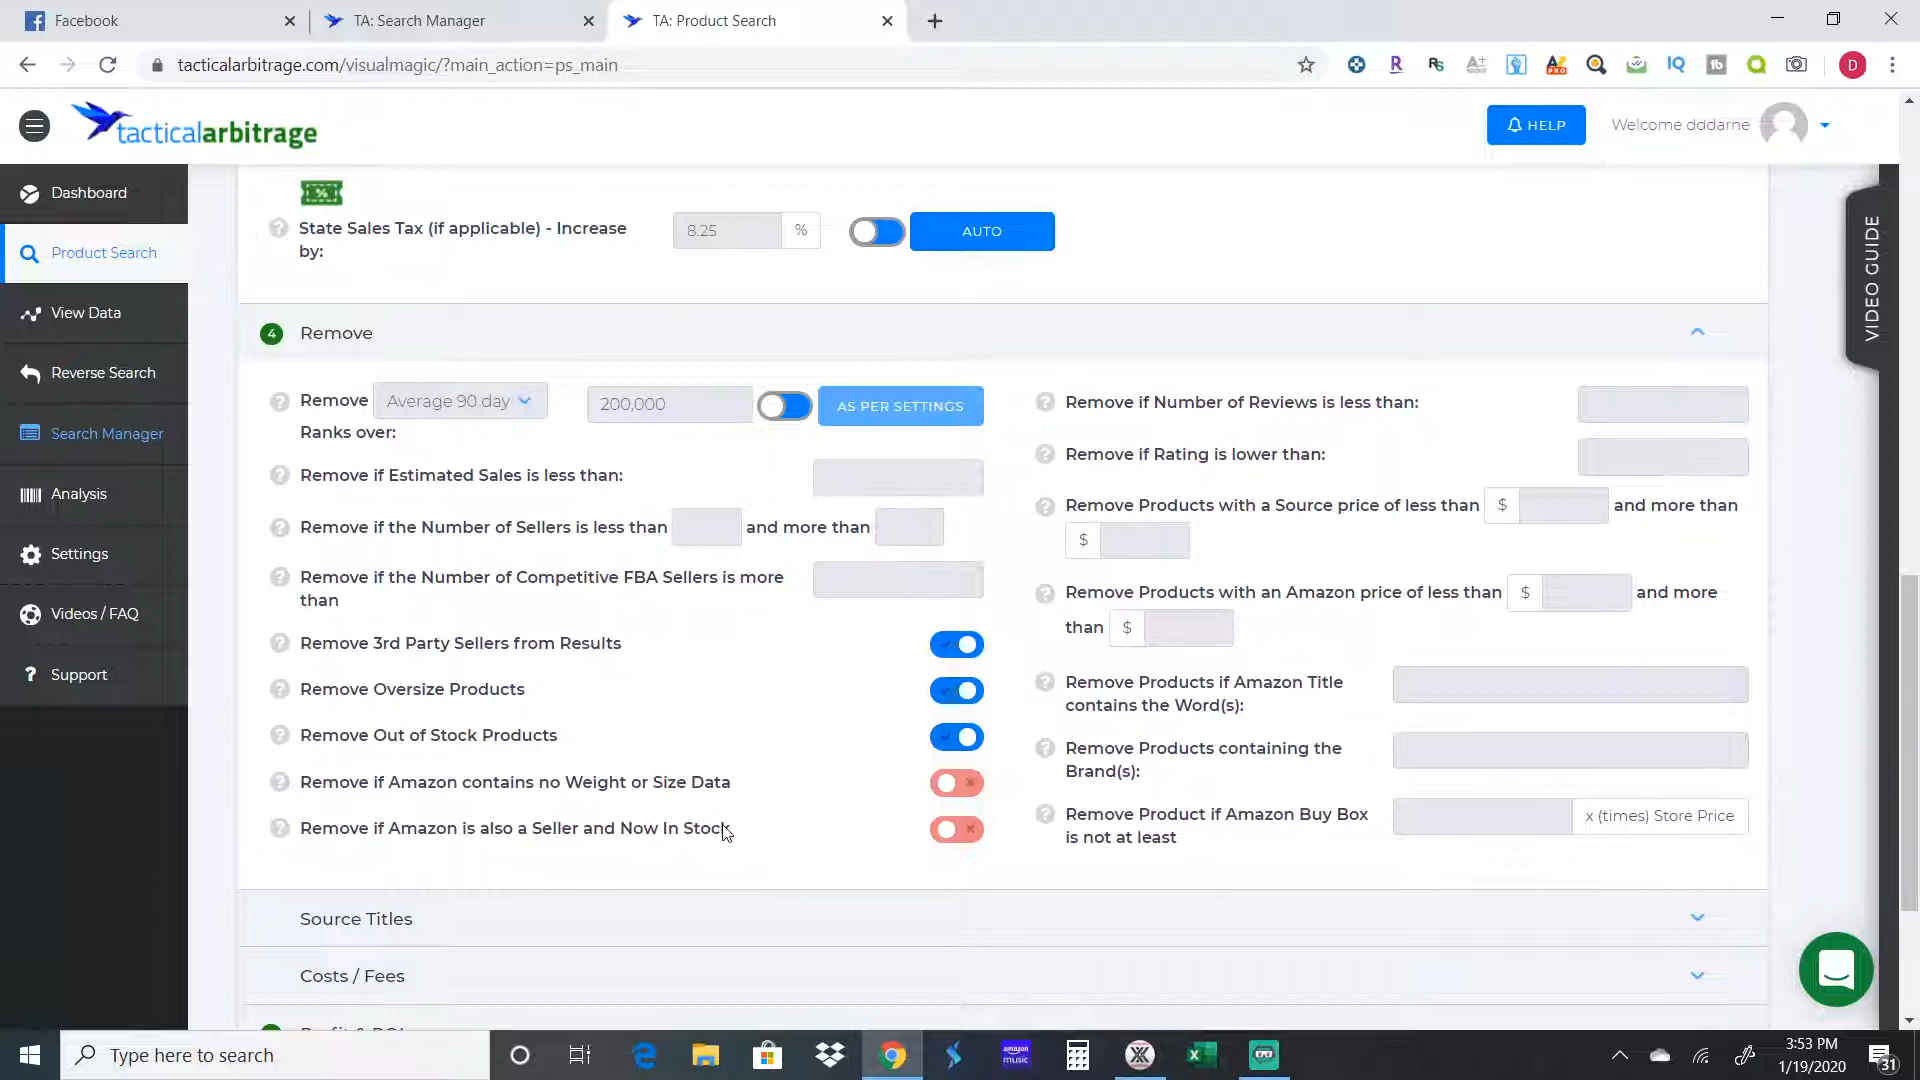 Facebook
TA: Search Manager
TA: Product Search
tacticalarbitrage.com/visualmagic/?main_action=ps_main
tacticalarbitrage
HELP
Welcome dddarne
Dashboard
Product Search
View Data
Reverse Search
Search Manager
Analysis
Settings
Videos / FAQ
Support
VIDEO GUIDE
State Sales Tax (if applicable) - Increase
by:
8.25 %
AUTO
4 Remove
Remove Average 90 day 200,000 AS PER SETTINGS
Ranks over:
Remove if Estimated Sales is less than:
Remove if the Number of Sellers is less than and more than
Remove if the Number of Competitive FBA Sellers is more
than
Remove 3rd Party Sellers from Results
Remove Oversize Products
Remove Out of Stock Products
Remove if Amazon contains no Weight or Size Data
Remove if Amazon is also a Seller and Now In Stock
Remove if Number of Reviews is less than:
Remove if Rating is lower than:
Remove Products with a Source price of less than $ and more than
$
Remove Products with an Amazon price of less than $ and more
than $
Remove Products if Amazon Title
contains the Word(s):
Remove Products containing the
Brand(s):
Remove Product if Amazon Buy Box
is not at least
x (times) Store Price
Source Titles
Costs / Fees
Type here to search
amazon
music
3:53 PM
1/19/2020
31